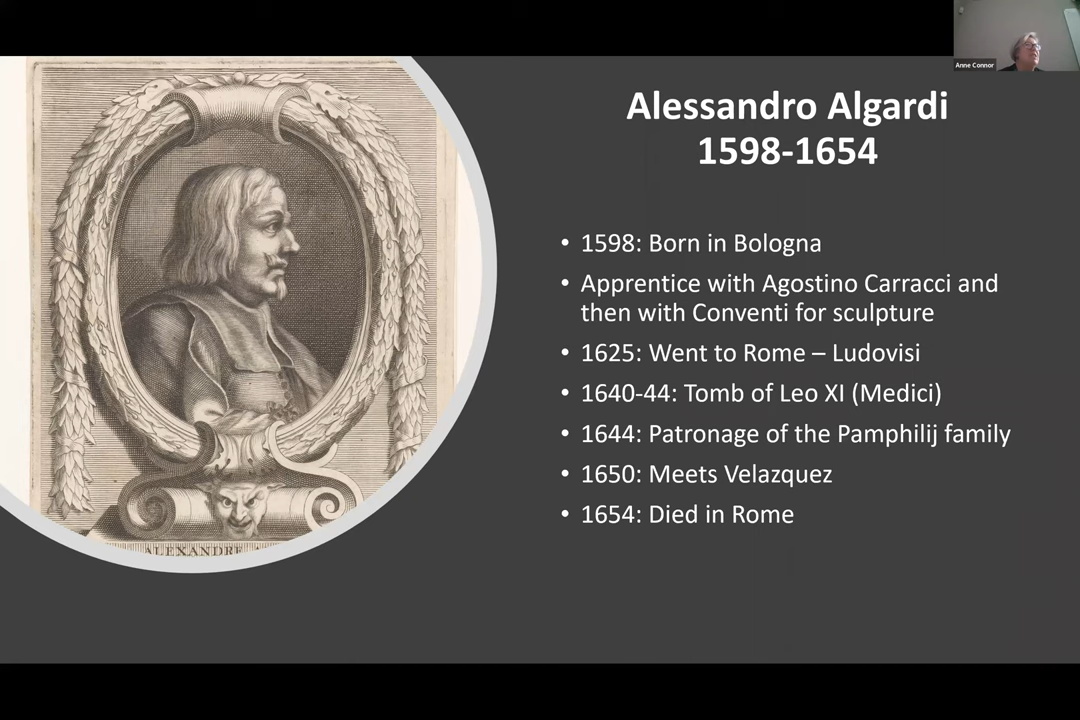 Anne Connor
Alessandro Algardi
1598-1654
• 1598: Born in Bologna
• Apprentice with Agostino Carracci and
then with Conventi for sculpture
• 1625: Went to Rome – Ludovisi
• 1640-44: Tomb of Leo XI (Medici)
• 1644: Patronage of the Pamphilij family
• 1650: Meets Velazquez
• 1654: Died in Rome
ALEXANDRE